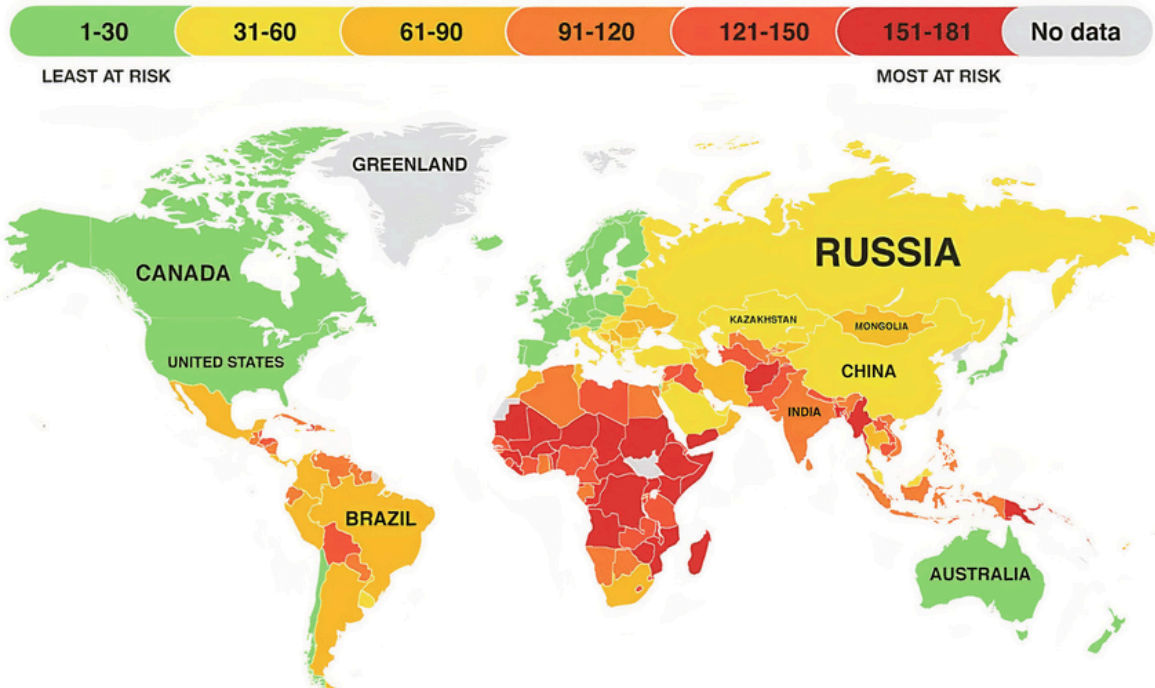 1-30 31-60 61-90 91-120 121-150 151-181 No data
LEAST AT RISK MOST AT RISK
GREENLAND
RUSSIA
CANADA
KAZAKHSTAN
MONGOLIA
UNITED STATES
CHINA
INDIA
BRAZIL
AUSTRALIA